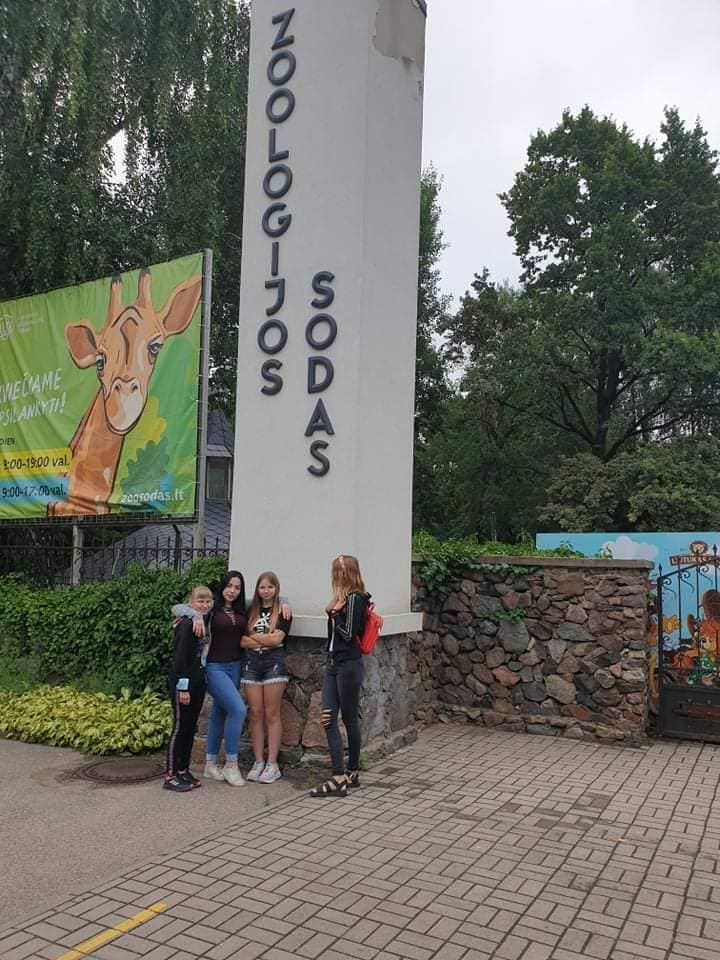 ZOOLOGIJOS
SODAS
APSILANKYTI!
9:00-19:00 val.
9:00-17:00 val.
zoosodas.lt